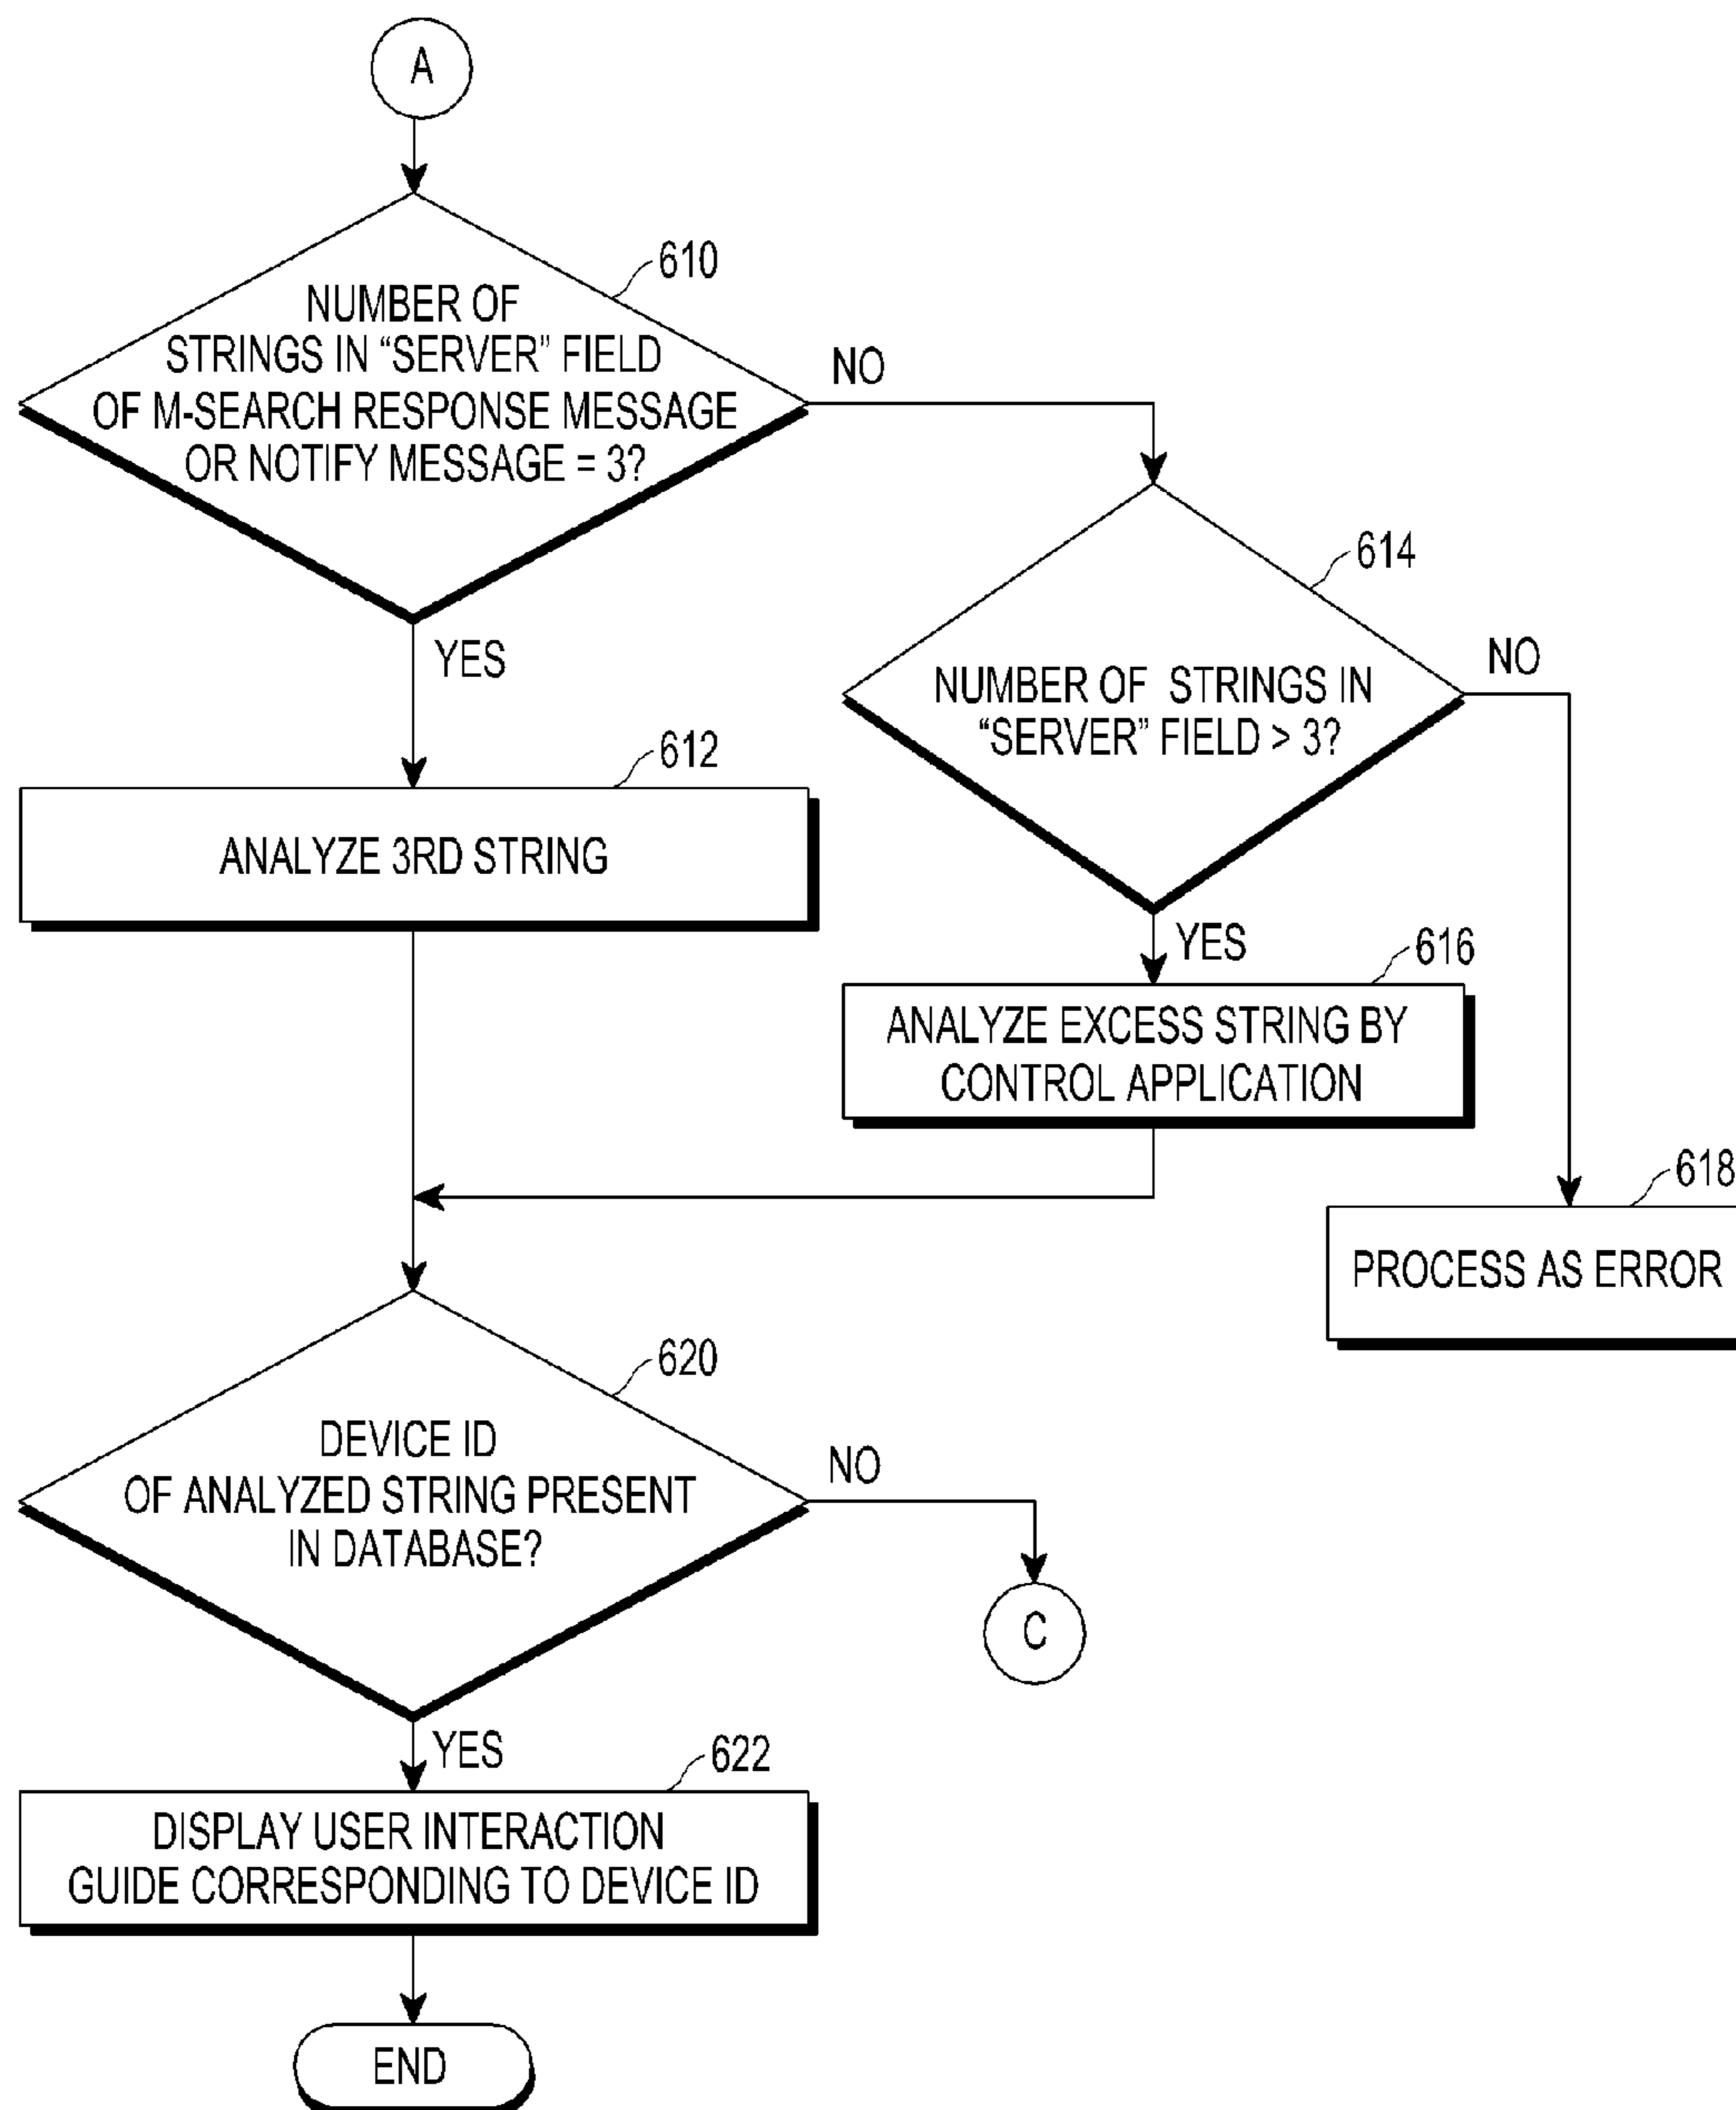 A
610
NUMBER OF
STRINGS IN “SERVER” FIELD
OF M-SEARCH RESPONSE MESSAGE
OR NOTIFY MESSAGE = 3?
NO
YES
614
NUMBER OF STRINGS IN
“SERVER” FIELD > 3?
NO
YES
612
ANALYZE 3RD STRING
616
ANALYZE EXCESS STRING BY
CONTROL APPLICATION
618
PROCESS AS ERROR
620
DEVICE ID
OF ANALYZED STRING PRESENT
IN DATABASE?
NO
C
YES
622
DISPLAY USER INTERACTION
GUIDE CORRESPONDING TO DEVICE ID
END